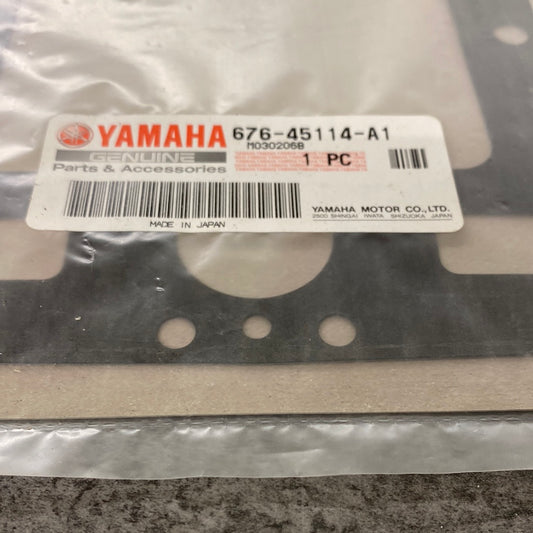 YAMAHA 676-45114-A1
GENUINE M030206B
Parts & Accessories 1 PC
YAMAHA MOTOR CO.,LTD.
2500 SHINGAI IWATA SHIZUOKA JAPAN
MADE IN JAPAN